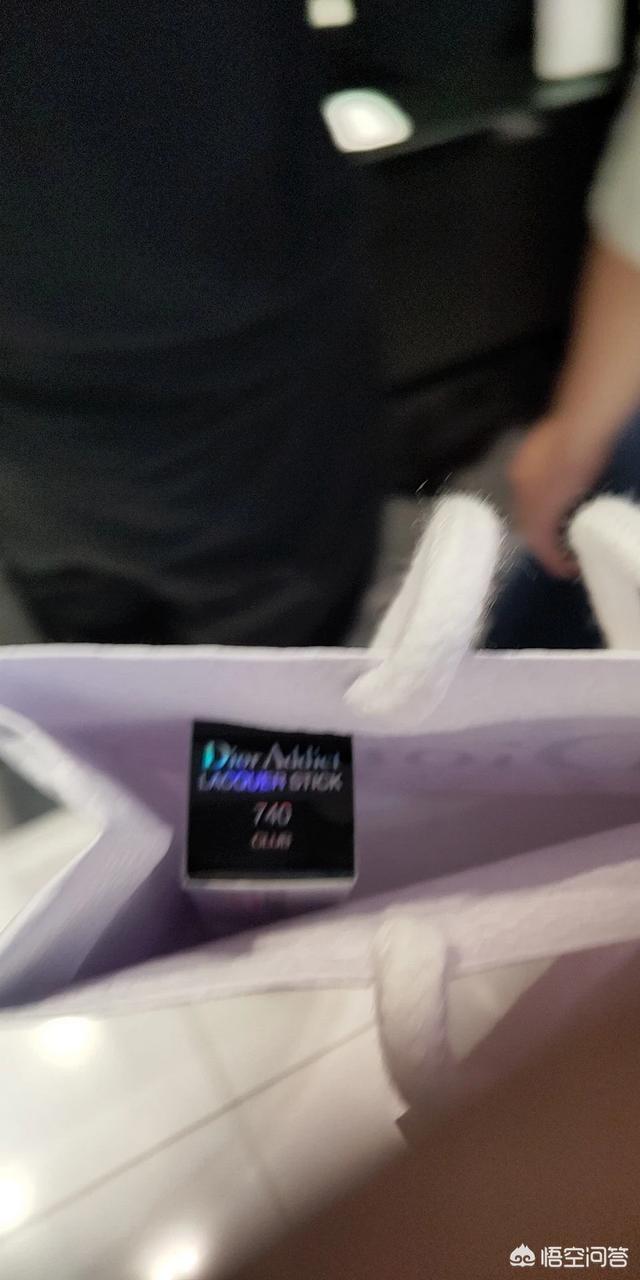 Dior Addict
LACQUER STICK
740
CLUB
悟空问答